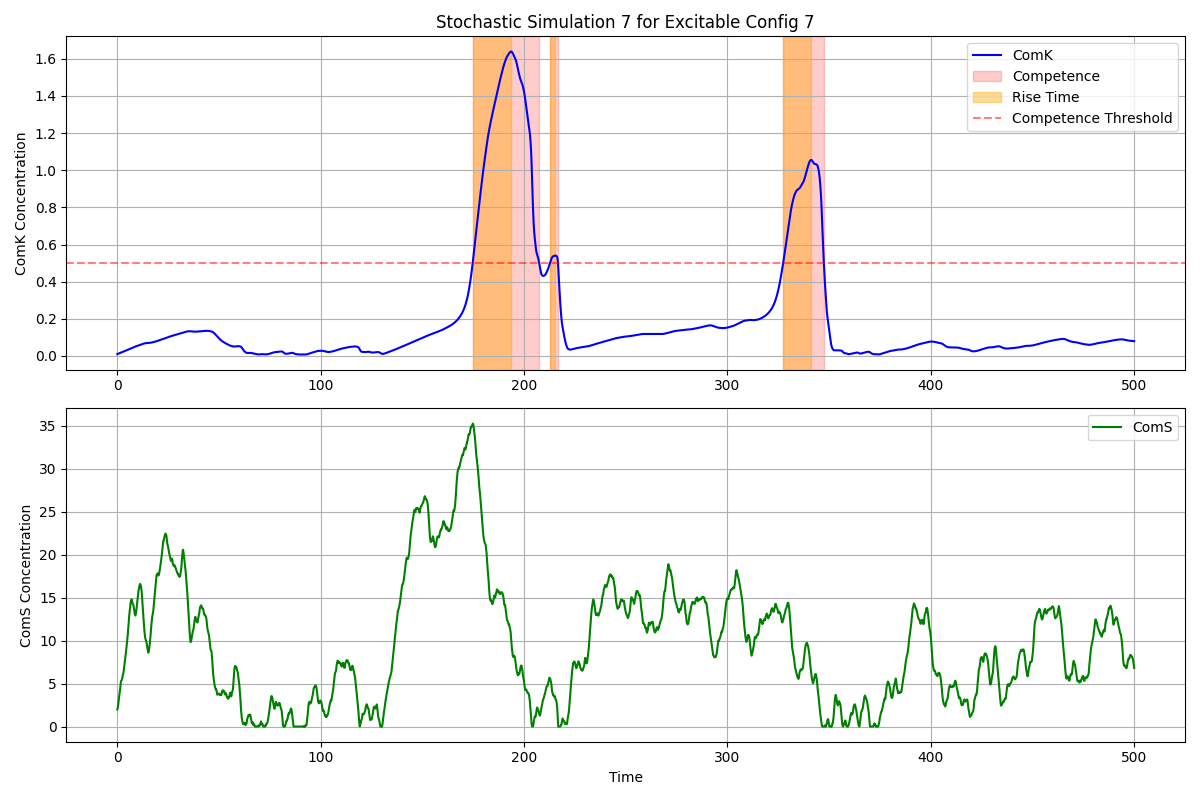 Stochastic Simulation 7 for Excitable Config 7
ComK Concentration
1.6
1.4
1.2
1.0
0.8
0.6
0.4
0.2
0.0
ComK
Competence
Rise Time
Competence Threshold
0 100 200 300 400 500
ComS Concentration
35
30
25
20
15
10
5
0
ComS
0 100 200 300 400 500
Time